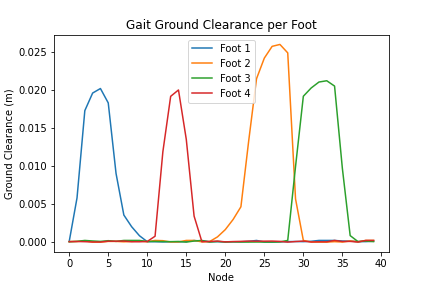 Gait Ground Clearance per Foot
Foot 1
Foot 2
Foot 3
Foot 4
Ground Clearance (m)
0.025
0.020
0.015
0.010
0.005
0.000
0 5 10 15 20 25 30 35 40
Node